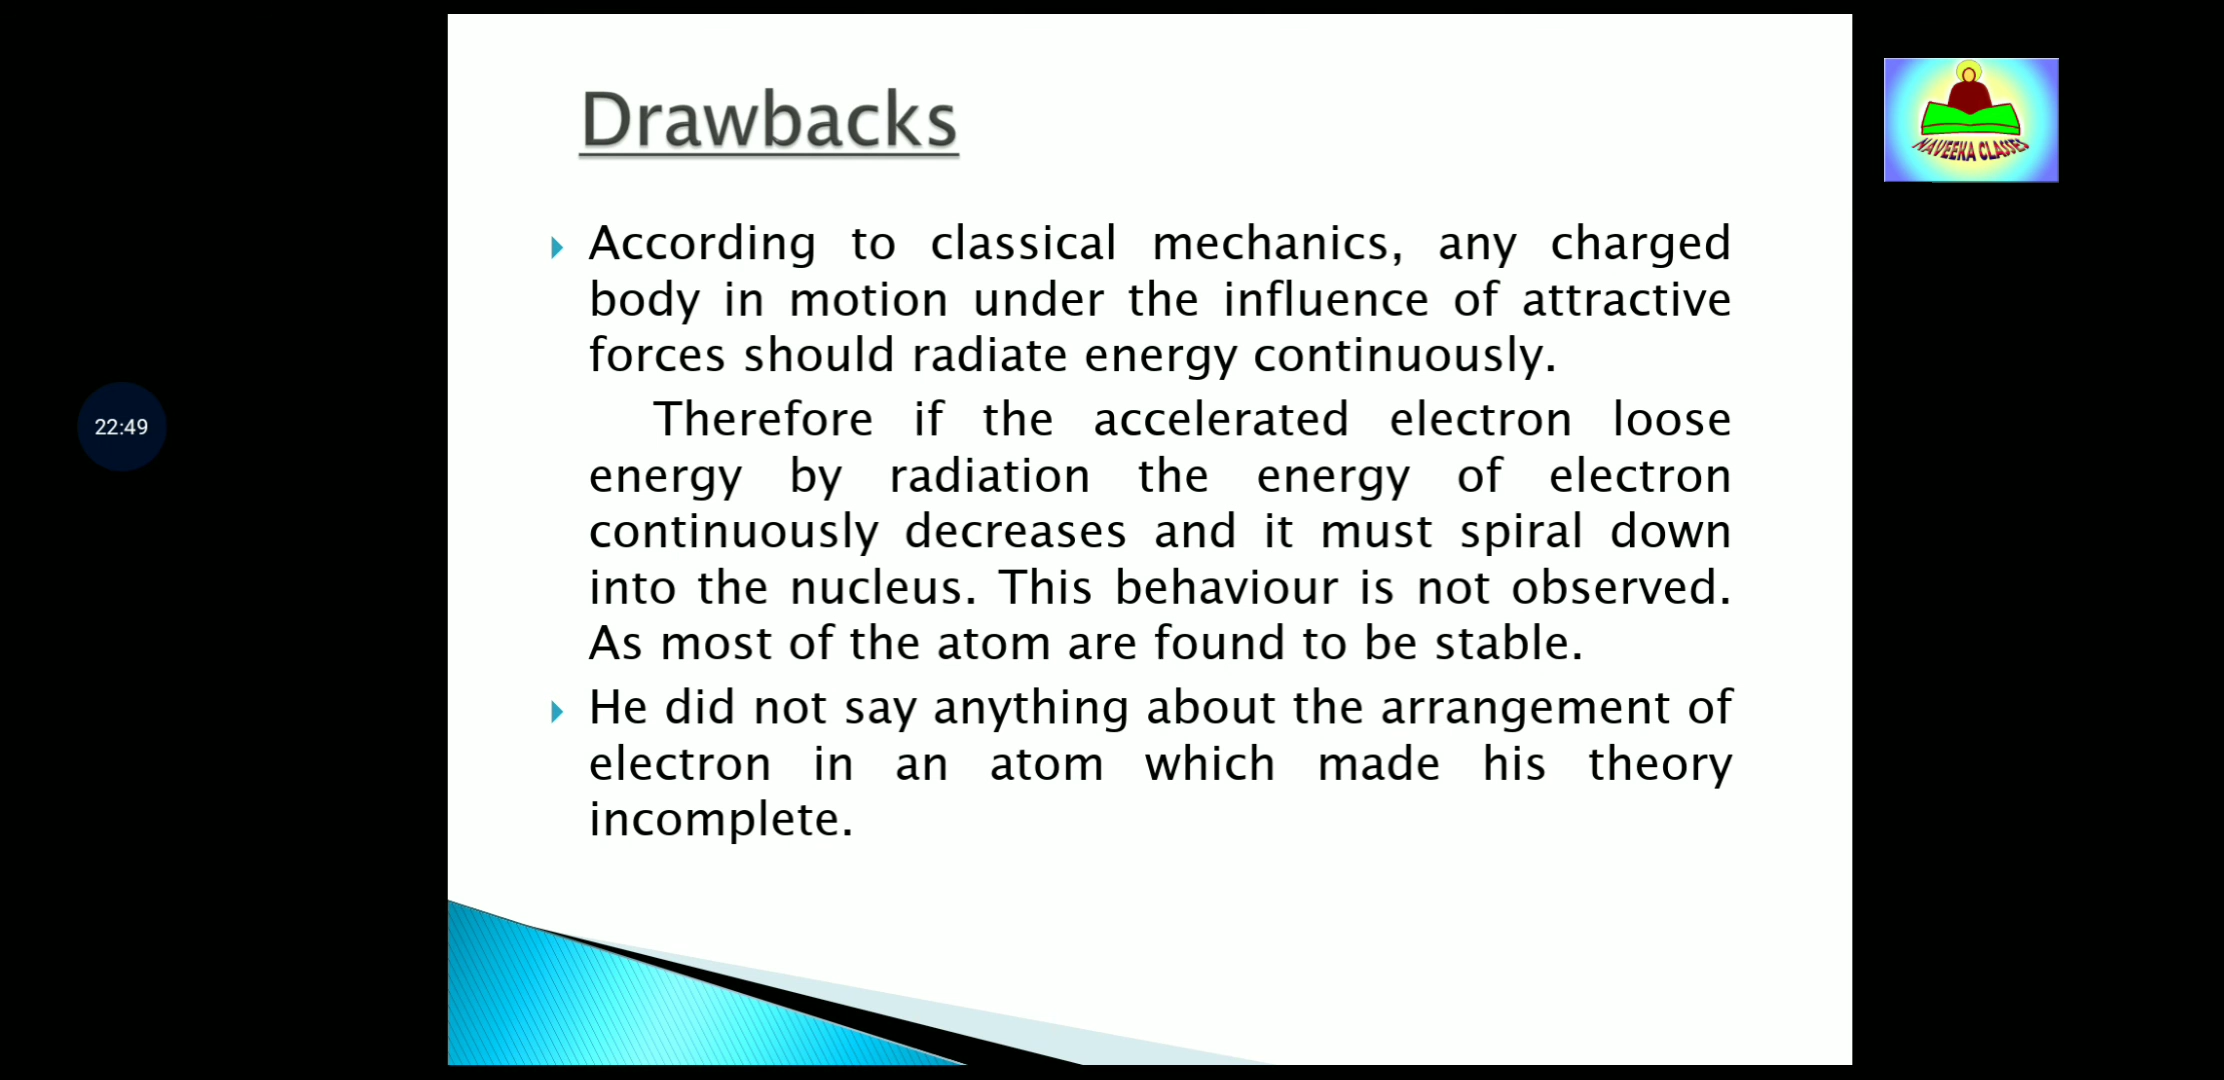 Drawbacks
NAVEEKA CLASSES
According to classical mechanics, any charged
body in motion under the influence of attractive
forces should radiate energy continuously.
22:49
Therefore if the accelerated electron loose
energy by radiation the energy of electron
continuously decreases and it must spiral down
into the nucleus. This behaviour is not observed.
As most of the atom are found to be stable.
He did not say anything about the arrangement of
electron in an atom which made his theory
incomplete.